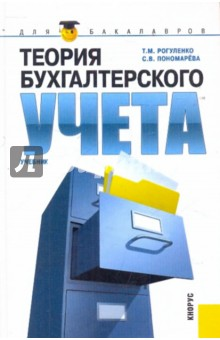 ДЛЯ БАКАЛАВРОВ
ТЕОРИЯ
БУХГАЛТЕРСКОГО
УЧЕТА
Т.М. РОГУЛЕНКО
С.В. ПОНОМАРЁВА
УЧЕБНИК
КНОРУС